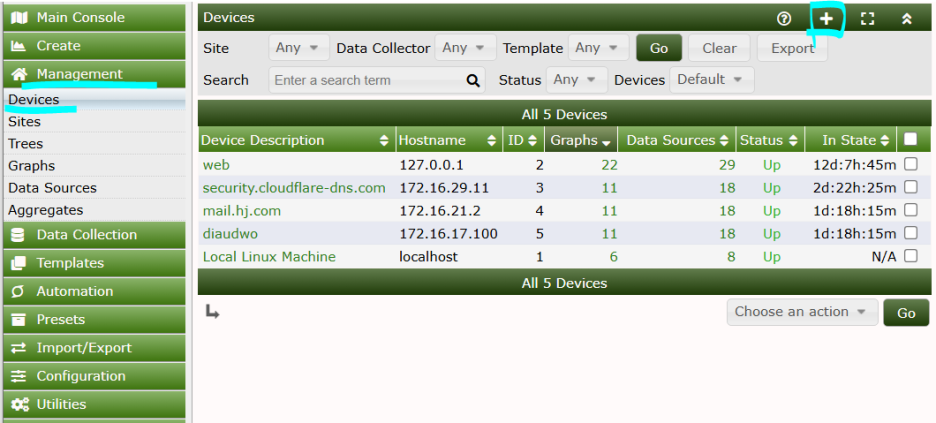 Main Console
Create
Management
Devices
Sites
Trees
Graphs
Data Sources
Aggregates
Data Collection
Templates
Automation
Presets
Import/Export
Configuration
Utilities
Devices
Site Any Data Collector Any Template Any Go Clear Export
Search Enter a search term Status Any Devices Default
All 5 Devices
Device Description Hostname ID Graphs Data Sources Status In State
web 127.0.0.1 2 22 29 Up 12d:7h:45m
security.cloudflare-dns.com 172.16.29.11 3 11 18 Up 2d:22h:25m
mail.hj.com 172.16.21.2 4 11 18 Up 1d:18h:15m
diaudwo 172.16.17.100 5 11 18 Up 1d:18h:15m
Local Linux Machine localhost 1 6 8 Up N/A
All 5 Devices
Choose an action Go